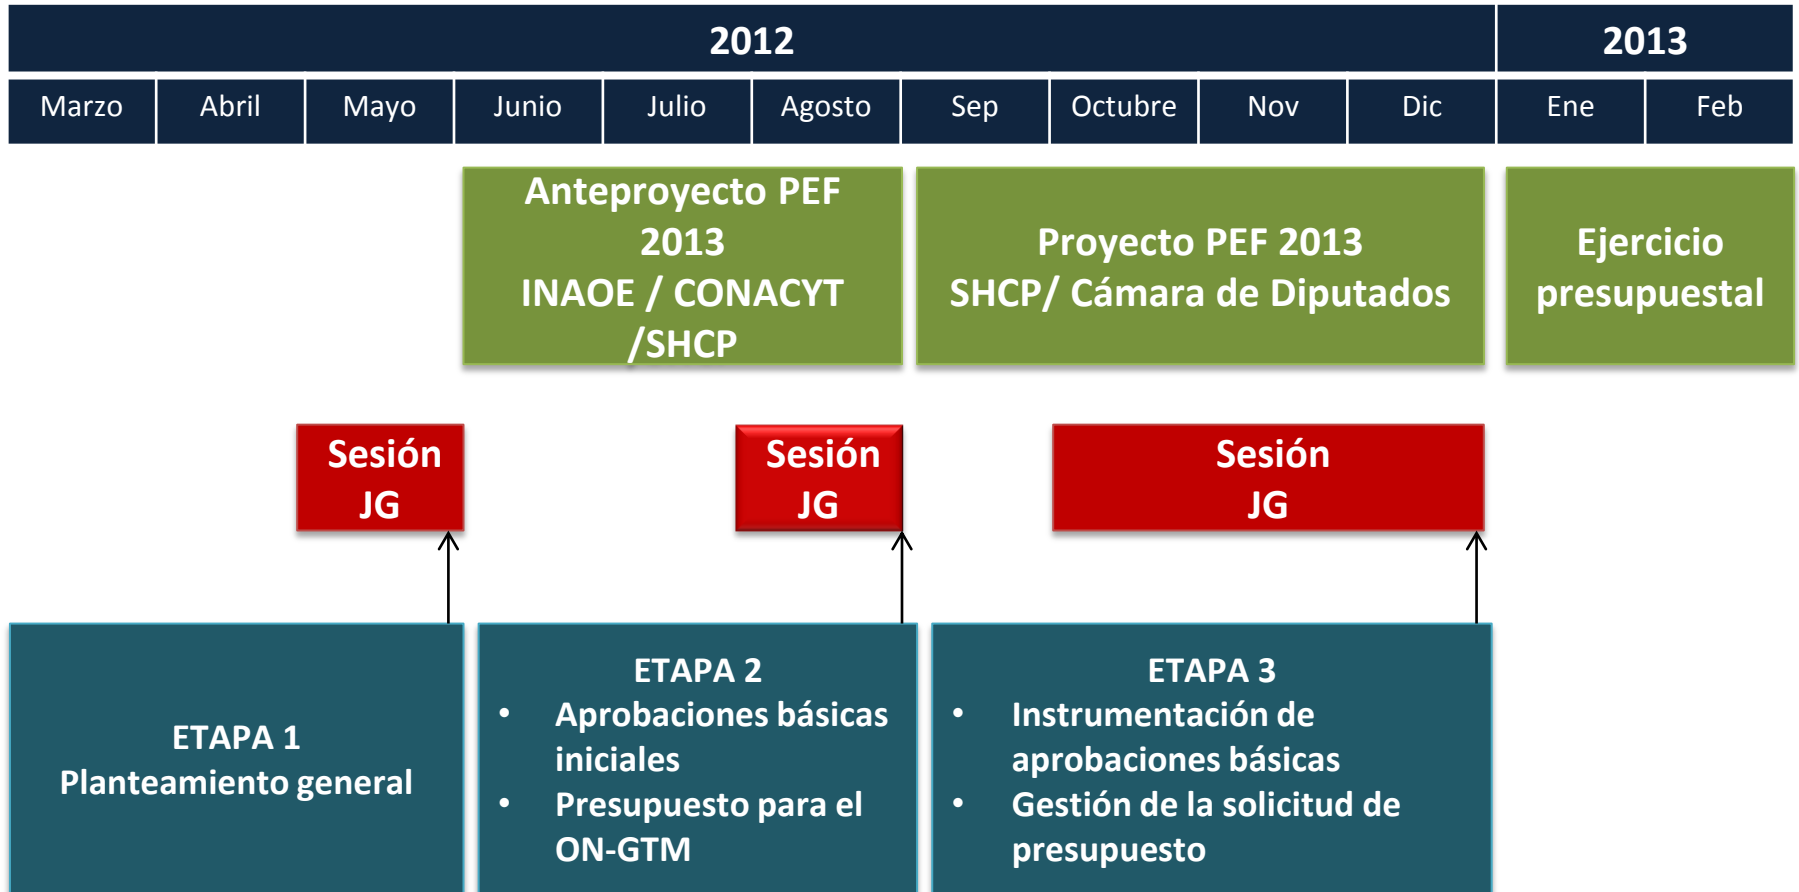 2012
2013
Marzo
Abril
Mayo
Junio
Julio
Agosto
Sep
Octubre
Nov
Dic
Ene
Feb
Anteproyecto PEF
2013
INAOE / CONACYT
/SHCP
Proyecto PEF 2013
SHCP/ Cámara de Diputados
Ejercicio
presupuestal
Sesión
JG
Sesión
JG
Sesión
JG
ETAPA 1
Planteamiento general
ETAPA 2
• Aprobaciones básicas
iniciales
• Presupuesto para el
ON-GTM
ETAPA 3
• Instrumentación de
aprobaciones básicas
• Gestión de la solicitud de
presupuesto